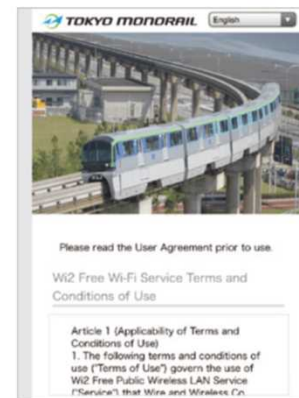 TOKYO MONORAIL
English
Please read the User Agreement prior to use.
Wi2 Free Wi-Fi Service Terms and
Conditions of Use
Article 1 (Applicability of Terms and
Conditions of Use)
1. The following terms and conditions of
use ("Terms of Use") govern the use of
Wi2 Free Public Wireless LAN Service
("Service") that Wire and Wireless Co